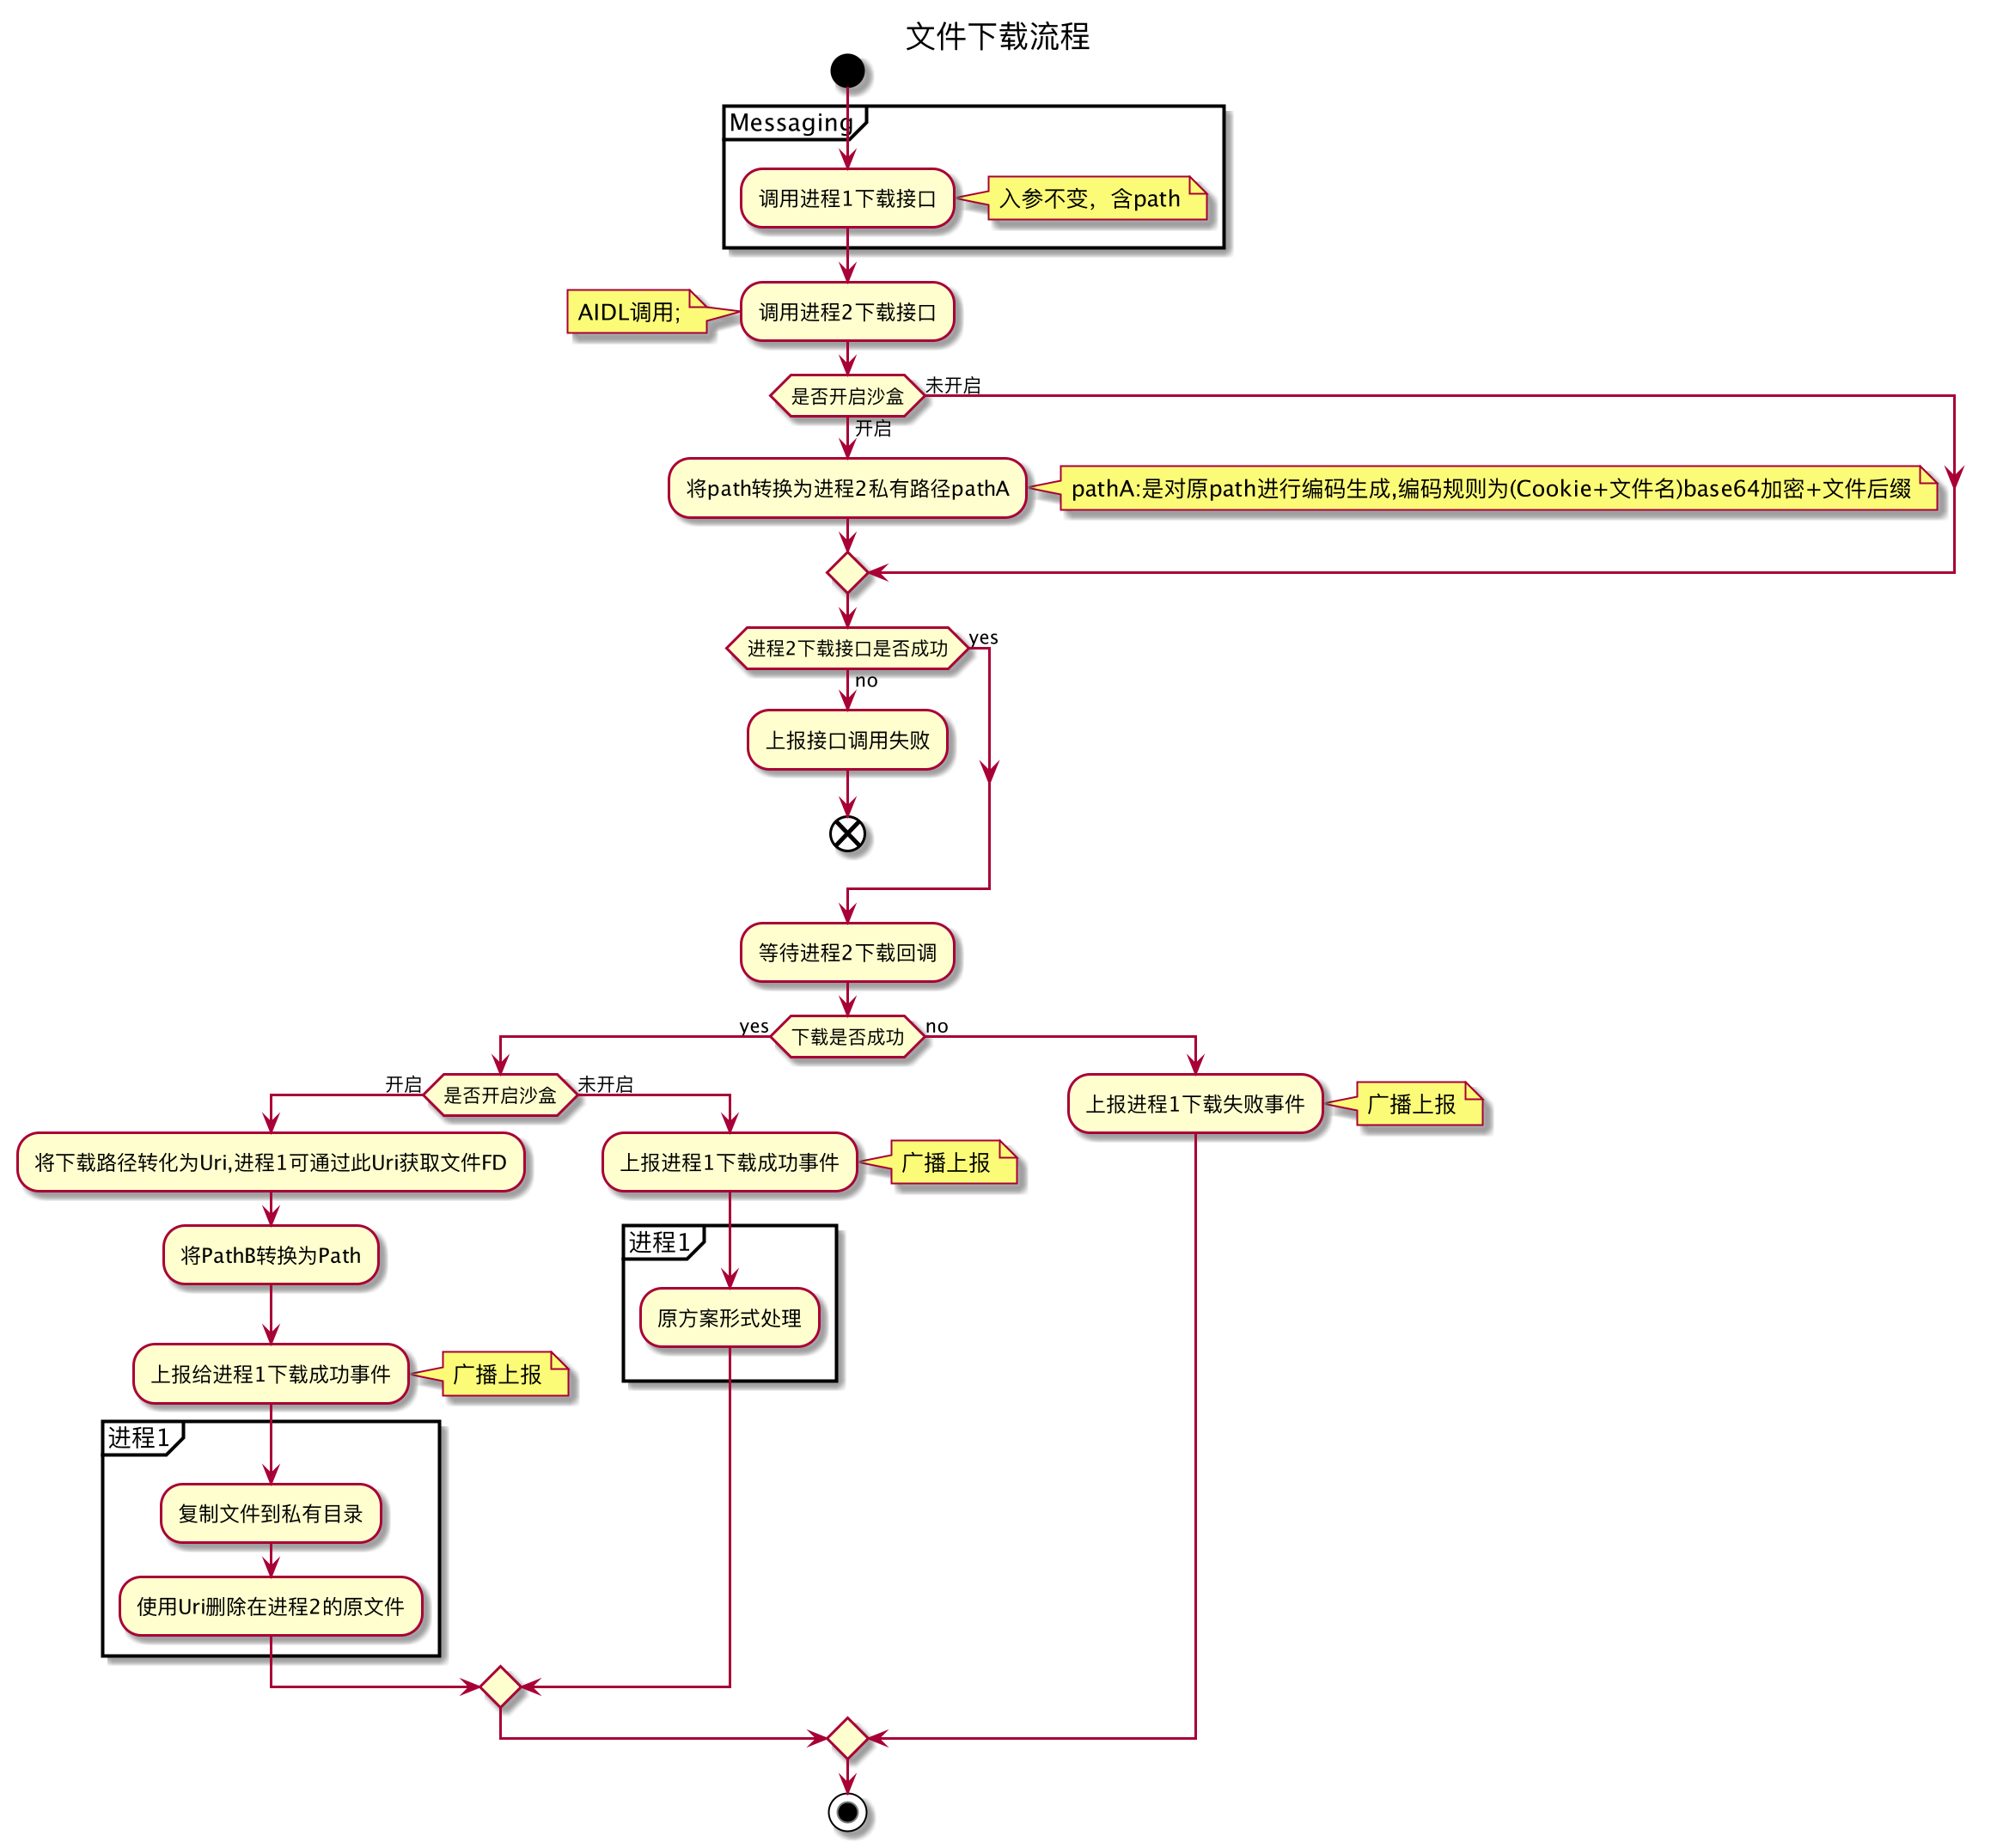 文件下载流程
Messaging
调用进程1下载接口
入参不变，含path
AIDL调用;
调用进程2下载接口
是否开启沙盒
未开启
开启
将path转换为进程2私有路径pathA
pathA:是对原path进行编码生成,编码规则为(Cookie+文件名)base64加密+文件后缀
进程2下载接口是否成功
yes
no
上报接口调用失败
等待进程2下载回调
yes
下载是否成功
no
开启
是否开启沙盒
未开启
上报进程1下载失败事件
广播上报
将下载路径转化为Uri,进程1可通过此Uri获取文件FD
上报进程1下载成功事件
广播上报
将PathB转换为Path
进程1
原方案形式处理
上报给进程1下载成功事件
广播上报
进程1
复制文件到私有目录
使用Uri删除在进程2的原文件